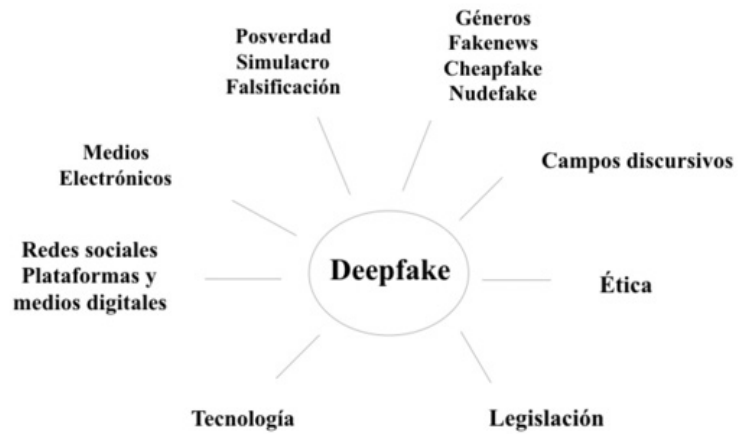 Posverdad
Simulacro
Falsificación
Géneros
Fakenews
Cheapfake
Nudefake
Medios
Electrónicos
Campos discursivos
Redes sociales
Plataformas y
medios digitales
Deepfake
Ética
Tecnología
Legislación